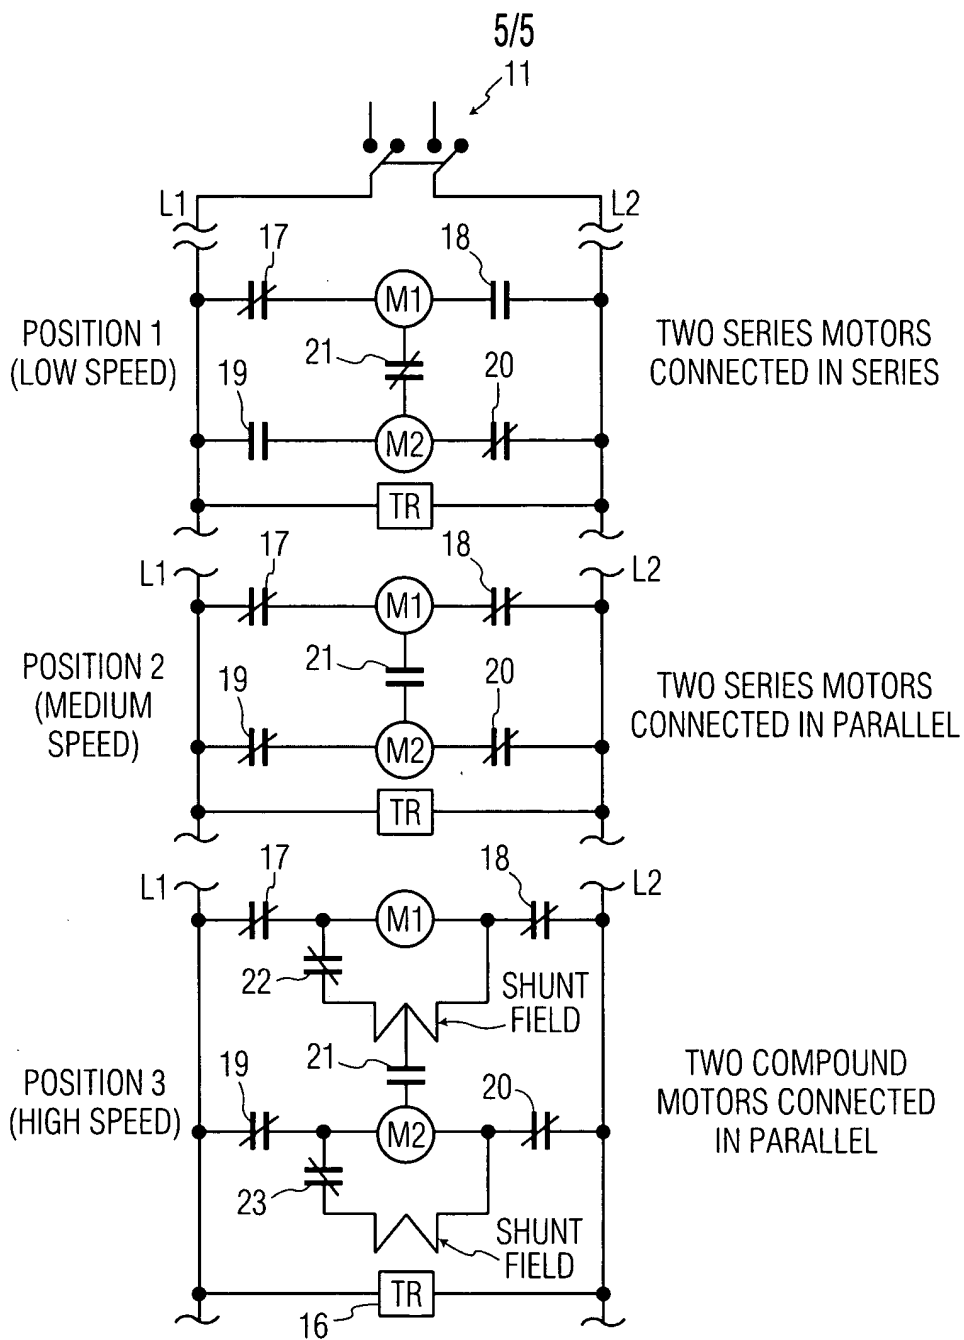 5/5
11
L1
L2
17
18
M1
POSITION 1
(LOW SPEED)
21
TWO SERIES MOTORS
CONNECTED IN SERIES
19
20
M2
TR
17
18
L1
L2
M1
POSITION 2
(MEDIUM
SPEED)
21
19
20
TWO SERIES MOTORS
CONNECTED IN PARALLEL
M2
TR
17
18
L1
L2
M1
22
SHUNT
FIELD
21
POSITION 3
(HIGH SPEED)
19
20
TWO COMPOUND
MOTORS CONNECTED
IN PARALLEL
M2
23
SHUNT
FIELD
TR
16